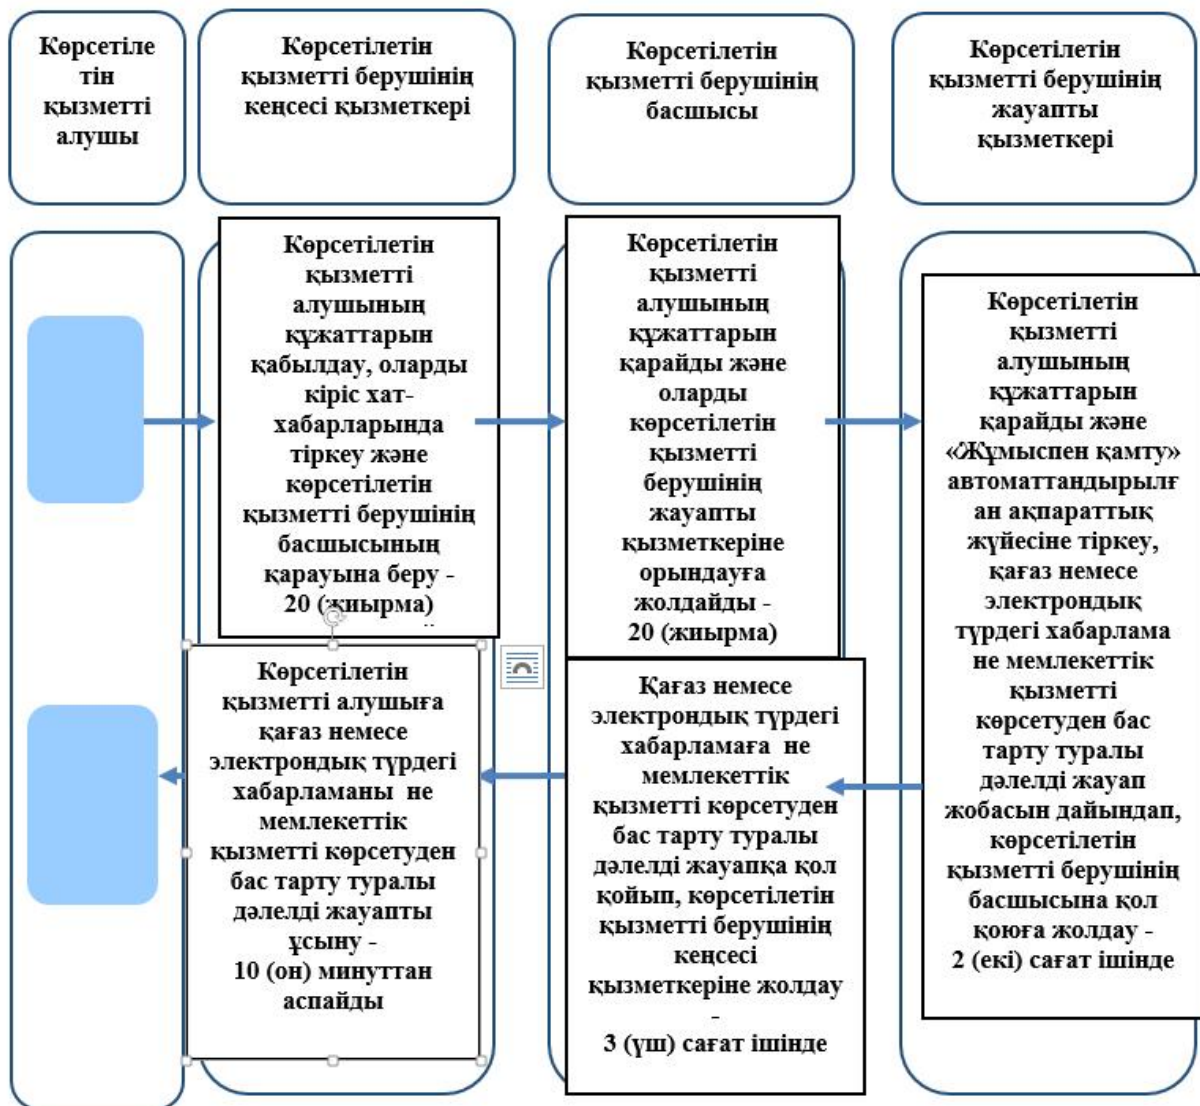 Көрсетіле
тін
қызметті
алушы
Көрсетілетін
қызметті берушінің
кеңсесі қызметкері
Көрсетілетін
қызметті берушінің
басшысы
Көрсетілетін
қызметті берушінің
жауапты
қызметкері
Көрсетілетін
қызметті
алушының
құжаттарын
қабылдау, оларды
кіріс хат-
хабарларында
тіркеу және
көрсетілетін
қызметті берушінің
басшысының
қарауына беру -
20 (жиырма)
Көрсетілетін
қызметті
алушының
құжаттарын
қарайды және
оларды
көрсетілетін
қызметті
берушінің
жауапты
қызметкеріне
орындауға
жолдайды -
20 (жиырма)
Көрсетілетін
қызметті
алушының
құжаттарын
қарайды және
«Жұмыспен қамту»
автоматтандырылғ
ан ақпараттық
жүйесіне тіркеу,
қағаз немесе
электрондық
түрдегі хабарлама
не мемлекеттік
қызметті
көрсетуден бас
тарту туралы
дәлелді жауап
жобасын дайындап,
көрсетілетін
қызметті берушінің
басшысына қол
қоюға жолдау -
2 (екі) сағат ішінде
Қағаз немесе
электрондық түрдегі
хабарламаға не
мемлекеттік
қызметті көрсетуден
бас тарту туралы
дәлелді жауапқа қол
қойып, көрсетілетін
қызметті берушінің
кеңсесі
қызметкеріне жолдау
-
3 (үш) сағат ішінде
Көрсетілетін
қызметті алушыға
қағаз немесе
электрондық түрдегі
хабарламаны не
мемлекеттік
қызметті көрсетуден
бас тарту туралы
дәлелді жауапты
ұсыну -
10 (он) минуттан
аспайды